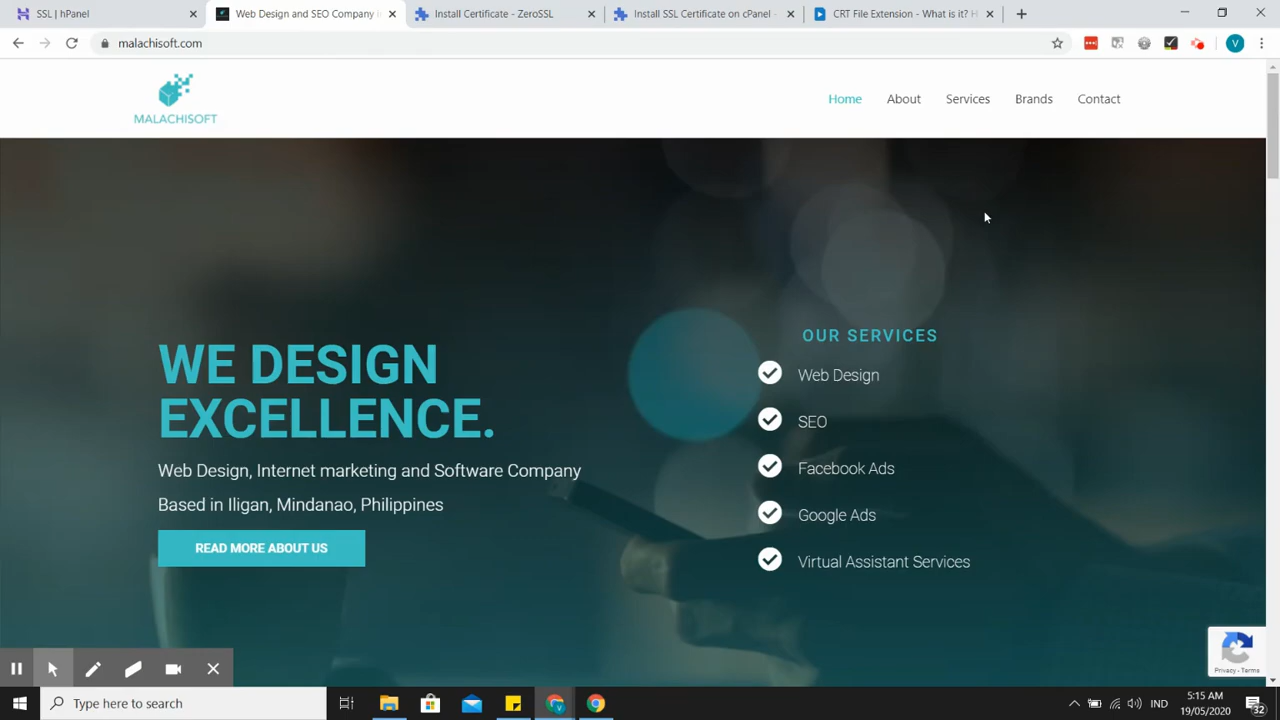 SSL | hPanel
Web Design and SEO Company i
Install Certificate - ZeroSSL
Install SSL Certificate on cPanel -
CRT File Extension - What is it? H
malachisoft.com
V
MALACHISOFT
Home
About
Services
Brands
Contact
OUR SERVICES
WE DESIGN
EXCELLENCE.
Web Design
SEO
Web Design, Internet marketing and Software Company
Facebook Ads
Based in Iligan, Mindanao, Philippines
Google Ads
READ MORE ABOUT US
Virtual Assistant Services
Privacy - Terms
Type here to search
IND
5:15 AM
19/05/2020
32